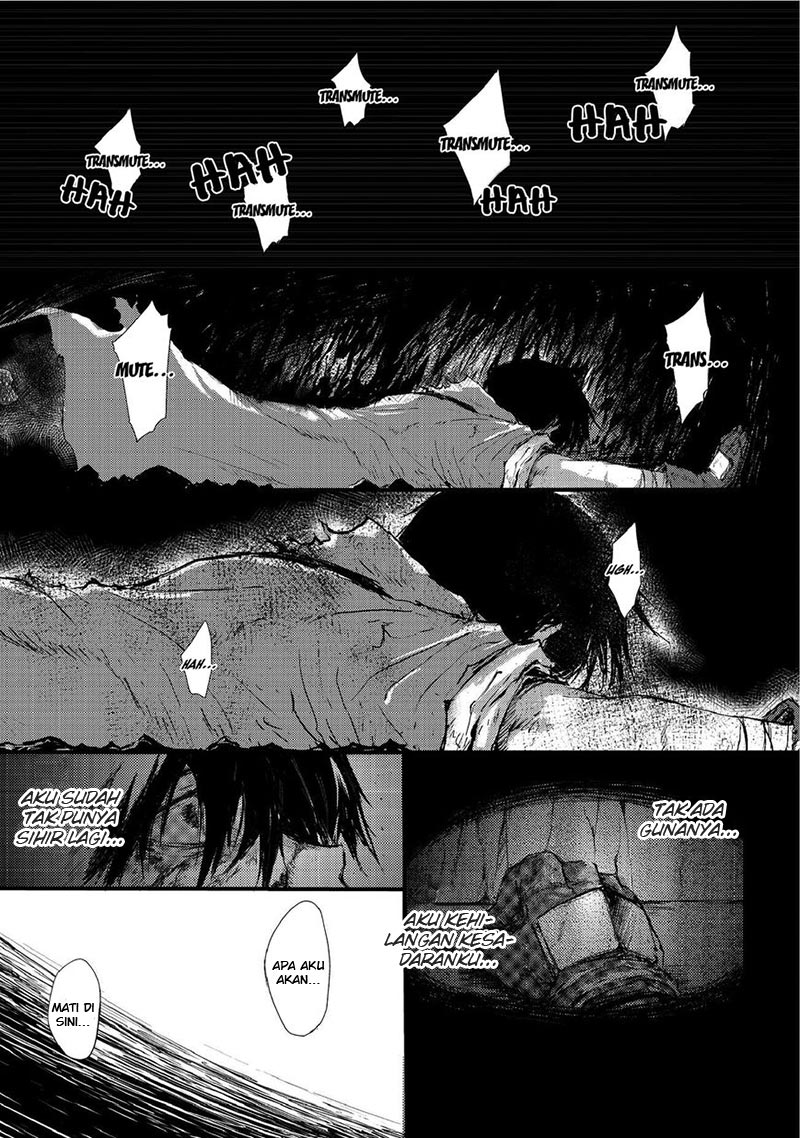 TRANSMUTE...
HAH
TRANSMUTE...
TRANSMUTE...
HAH
TRANSMUTE...
HAH
TRANSMUTE...
HAH
TRANS...
MUTE...
UGH...
HAH...
TAK ADA
GUNANYA...
AKU KEHI-
LANGAN KESA-
DARANKU...
AKU SUDAH
TAK PUNYA
SIHIR LAGI...
APA AKU
AKAN...
MATI DI
SINI...